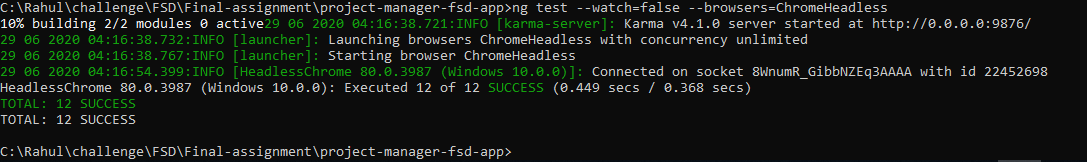 C:\Rahul\challenge\FSD\Final-assignment\project-manager-fsd-app>ng test --watch=false --browsers=ChromeHeadless
10% building 2/2 modules 0 active29 06 2020 04:16:38.721:INFO [karma-server]: Karma v4.1.0 server started at http://0.0.0.0:9876/
29 06 2020 04:16:38.732:INFO [launcher]: Launching browsers ChromeHeadless with concurrency unlimited
29 06 2020 04:16:38.767:INFO [launcher]: Starting browser ChromeHeadless
29 06 2020 04:16:54.399:INFO [HeadlessChrome 80.0.3987 (Windows 10.0.0)]: Connected on socket 8WnumR_GibbNZEq3AAAA with id 22452698
HeadlessChrome 80.0.3987 (Windows 10.0.0): Executed 12 of 12 SUCCESS (0.449 secs / 0.368 secs)
TOTAL: 12 SUCCESS
TOTAL: 12 SUCCESS
C:\Rahul\challenge\FSD\Final-assignment\project-manager-fsd-app>